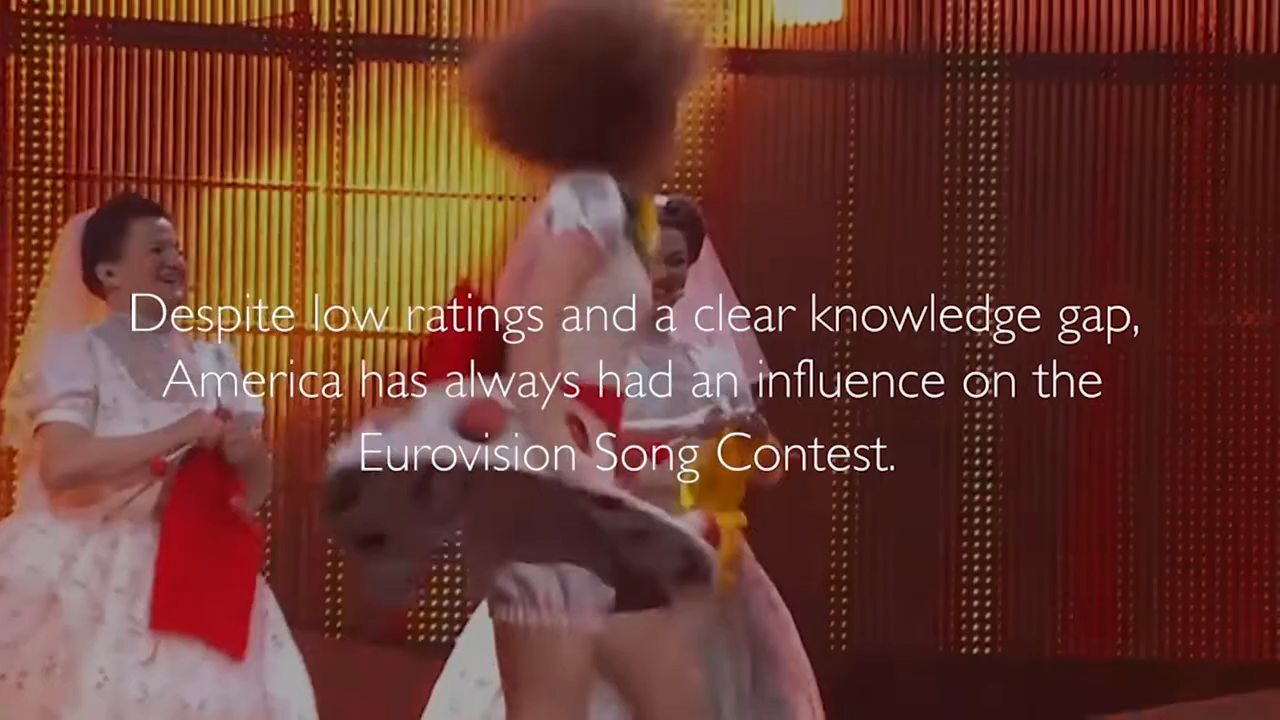 Despite low ratings and a clear knowledge gap,
America has always had an influence on the
Eurovision Song Contest.